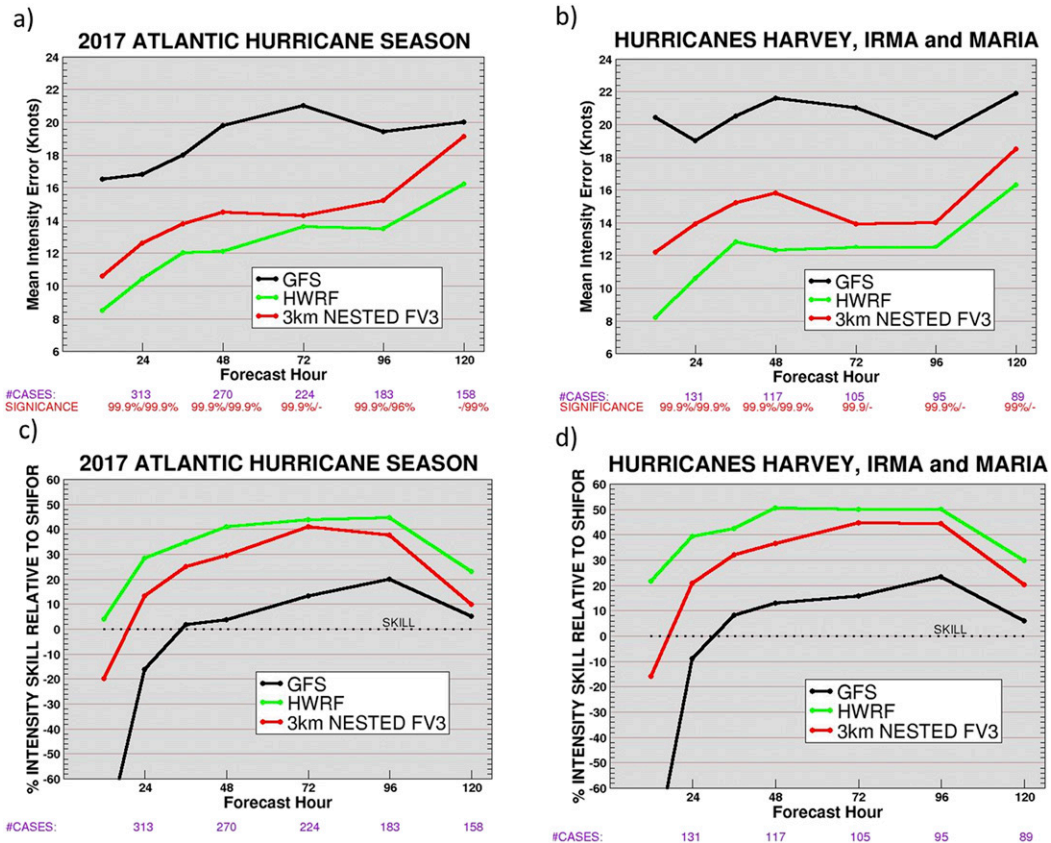 a)
2017 ATLANTIC HURRICANE SEASON
Mean Intensity Error (Knots)
24
22
20
18
16
14
12
10
8
6
GFS
HWRF
3km NESTED FV3
24 48 72 96 120
Forecast Hour
#CASES: 313 270 224 183 158
SIGNICANCE 99.9%/99.9% 99.9%/99.9% 99.9%/- 99.9%/96% -/99%
b)
HURRICANES HARVEY, IRMA and MARIA
Mean Intensity Error (Knots)
24
22
20
18
16
14
12
10
8
6
GFS
HWRF
3km NESTED FV3
24 48 72 96 120
Forecast Hour
#CASES: 131 117 105 95 89
SIGNIFICANCE 99.9%/99.9% 99.9%/99.9% 99.9/- 99.9%/- 99%/-
c)
2017 ATLANTIC HURRICANE SEASON
% INTENSITY SKILL RELATIVE TO SHIFOR
60
50
40
30
20
10
0
-10
-20
-30
-40
-50
-60
SKILL
GFS
HWRF
3km NESTED FV3
24 48 72 96 120
Forecast Hour
#CASES: 313 270 224 183 158
d)
HURRICANES HARVEY, IRMA and MARIA
% INTENSITY SKILL RELATIVE TO SHIFOR
60
50
40
30
20
10
0
-10
-20
-30
-40
-50
-60
SKILL
GFS
HWRF
3km NESTED FV3
24 48 72 96 120
Forecast Hour
#CASES: 131 117 105 95 89